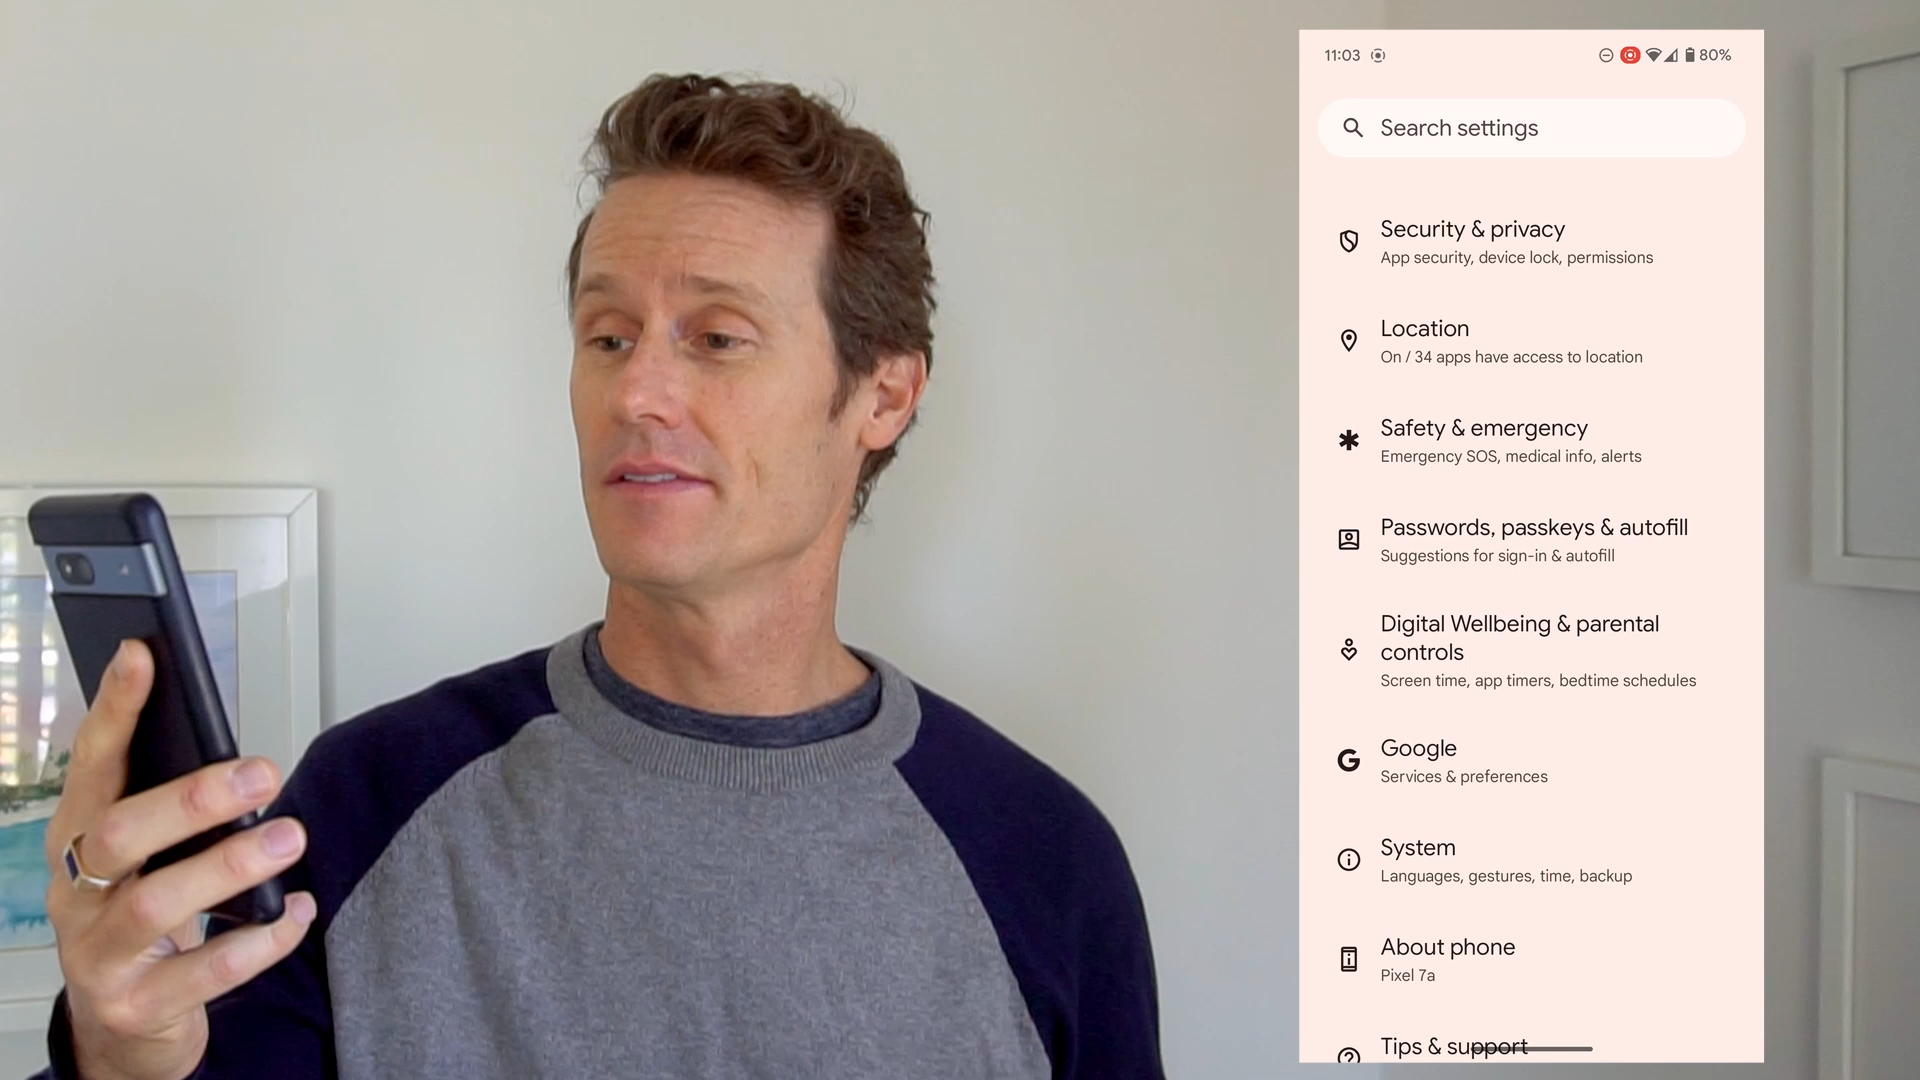 11:03 80%
Search settings
Security & privacy
App security, device lock, permissions
Location
On / 34 apps have access to location
Safety & emergency
Emergency SOS, medical info, alerts
Passwords, passkeys & autofill
Suggestions for sign-in & autofill
Digital Wellbeing & parental
controls
Screen time, app timers, bedtime schedules
Google
Services & preferences
System
Languages, gestures, time, backup
About phone
Pixel 7a
Tips & support